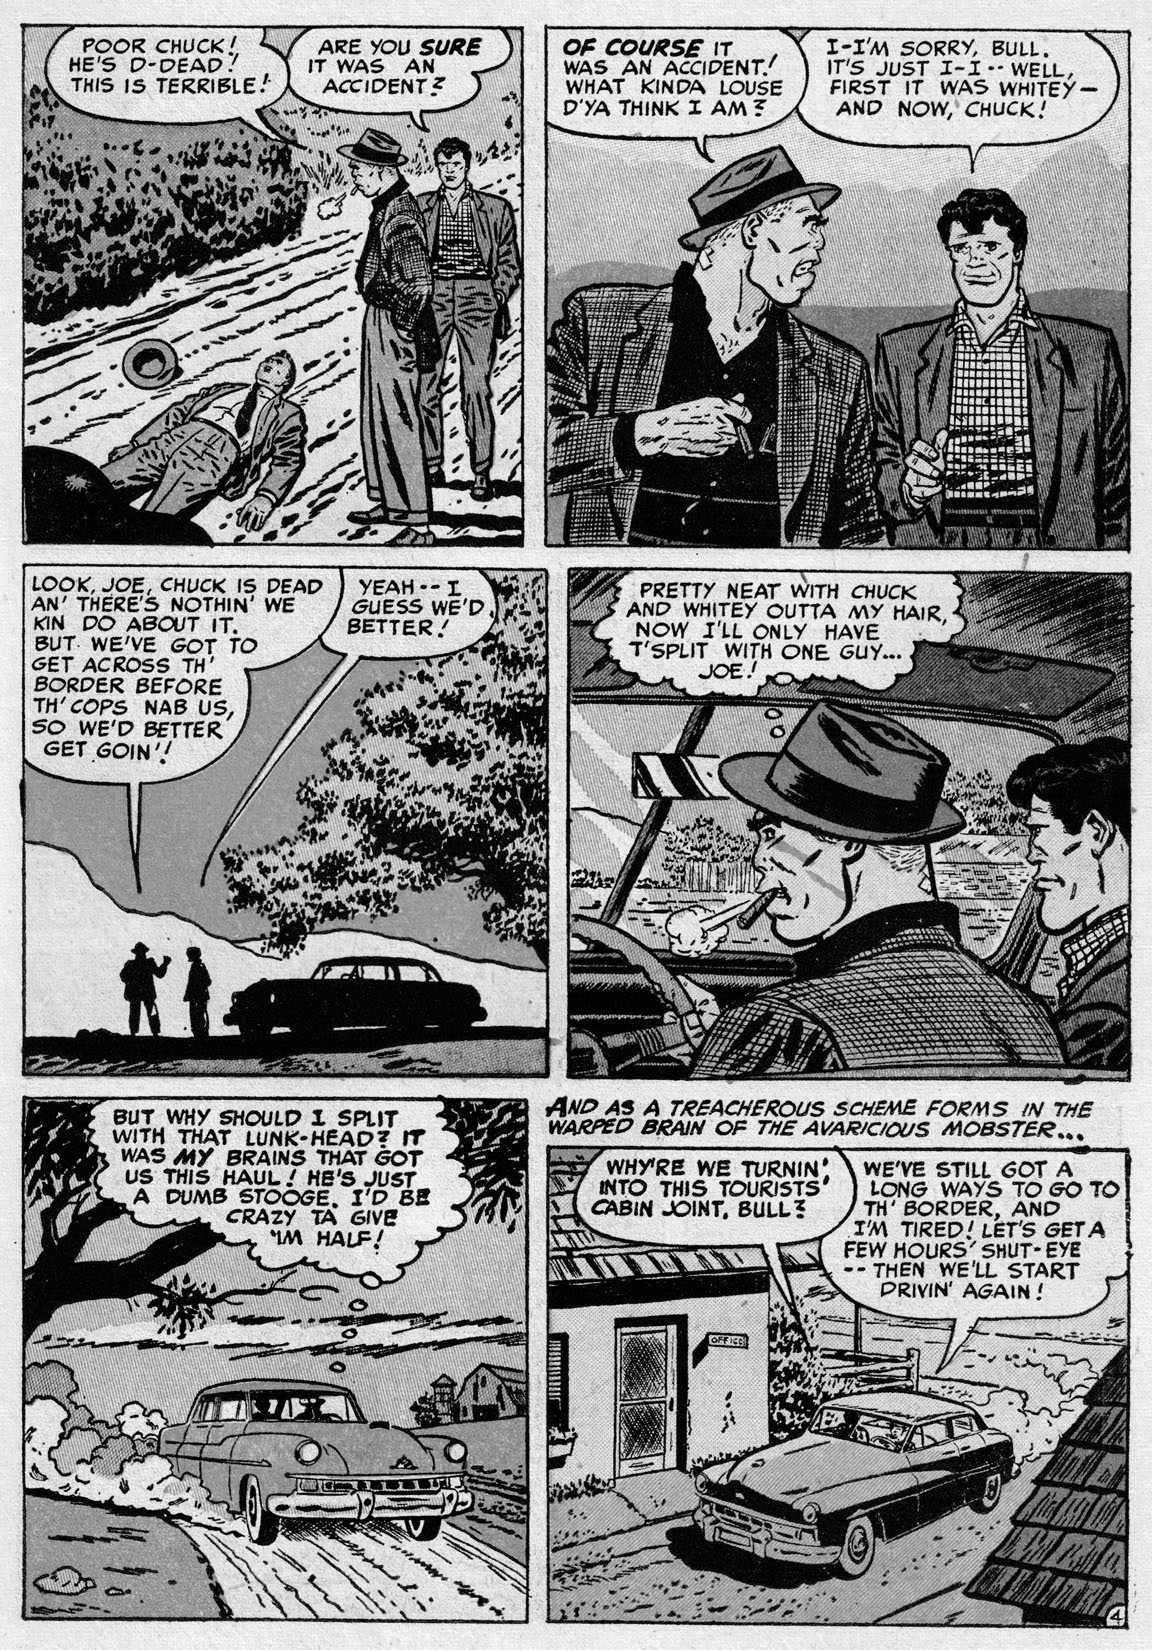 POOR CHUCK!
HE'S D-DEAD!
THIS IS TERRIBLE!
ARE YOU SURE
IT WAS AN
ACCIDENT?
OF COURSE IT
WAS AN ACCIDENT!
WHAT KINDA LOUSE
D'YA THINK I AM?
I-I'M SORRY, BULL.
IT'S JUST I-I -- WELL,
FIRST IT WAS WHITEY—
AND NOW, CHUCK!
LOOK, JOE, CHUCK IS DEAD
AN' THERE'S NOTHIN' WE
KIN DO ABOUT IT.
BUT WE'VE GOT TO
GET ACROSS TH'
BORDER BEFORE
TH' COPS NAB US,
SO WE'D BETTER
GET GOIN'!
YEAH -- I
GUESS WE'D
BETTER!
PRETTY NEAT WITH CHUCK
AND WHITEY OUTTA MY HAIR,
NOW I'LL ONLY HAVE
T'SPLIT WITH ONE GUY...
JOE!
BUT WHY SHOULD I SPLIT
WITH THAT LUNK-HEAD? IT
WAS MY BRAINS THAT GOT
US THIS HAUL! HE'S JUST
A DUMB STOOGE. I'D BE
CRAZY TA GIVE
'IM HALF!
AND AS A TREACHEROUS SCHEME FORMS IN THE
WARPED BRAIN OF THE AVARICIOUS MOBSTER...
WHY'RE WE TURNIN'
INTO THIS TOURISTS'
CABIN JOINT, BULL?
WE'VE STILL GOT A
LONG WAYS TO GO TO
TH' BORDER, AND
I'M TIRED! LET'S GET A
FEW HOURS' SHUT-EYE
-- THEN WE'LL START
DRIVIN' AGAIN!
OFFICE
4